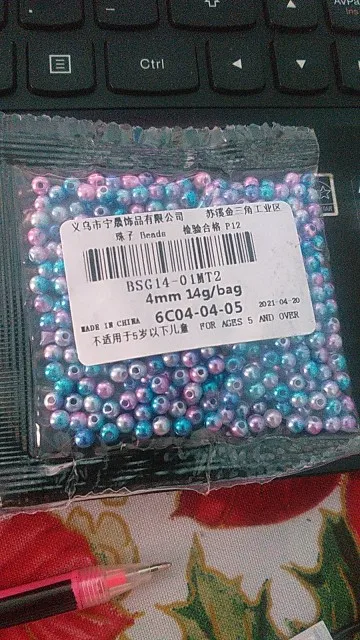 Ctrl
义乌市宁晟饰品有限公司 苏溪金三角工业区
珠子 Beads 检验合格 P12
BSG14-01MT2
4mm 14g/bag
6C04-04-05
MADE IN CHINA 2021-04-20
不适用于5岁以下儿童 FOR AGES 5 AND OVER